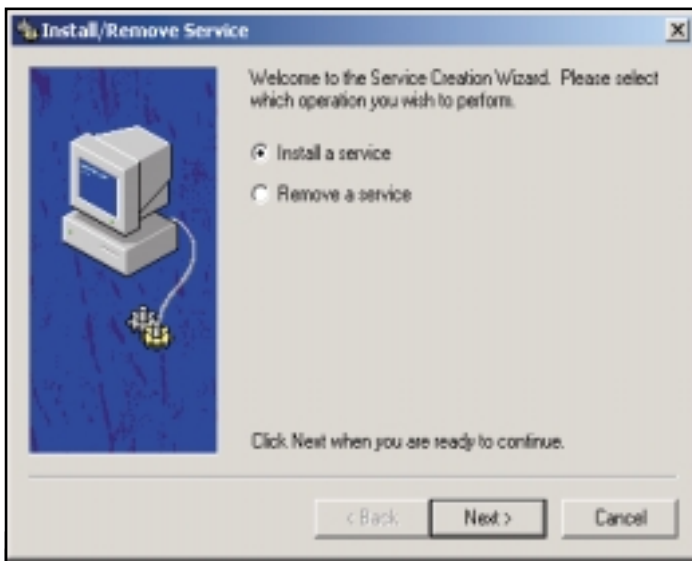 Install/Remove Service
Welcome to the Service Creation Wizard. Please select
which operation you wish to perform.
Install a service
Remove a service
Click Next when you are ready to continue.
< Back
Next >
Cancel